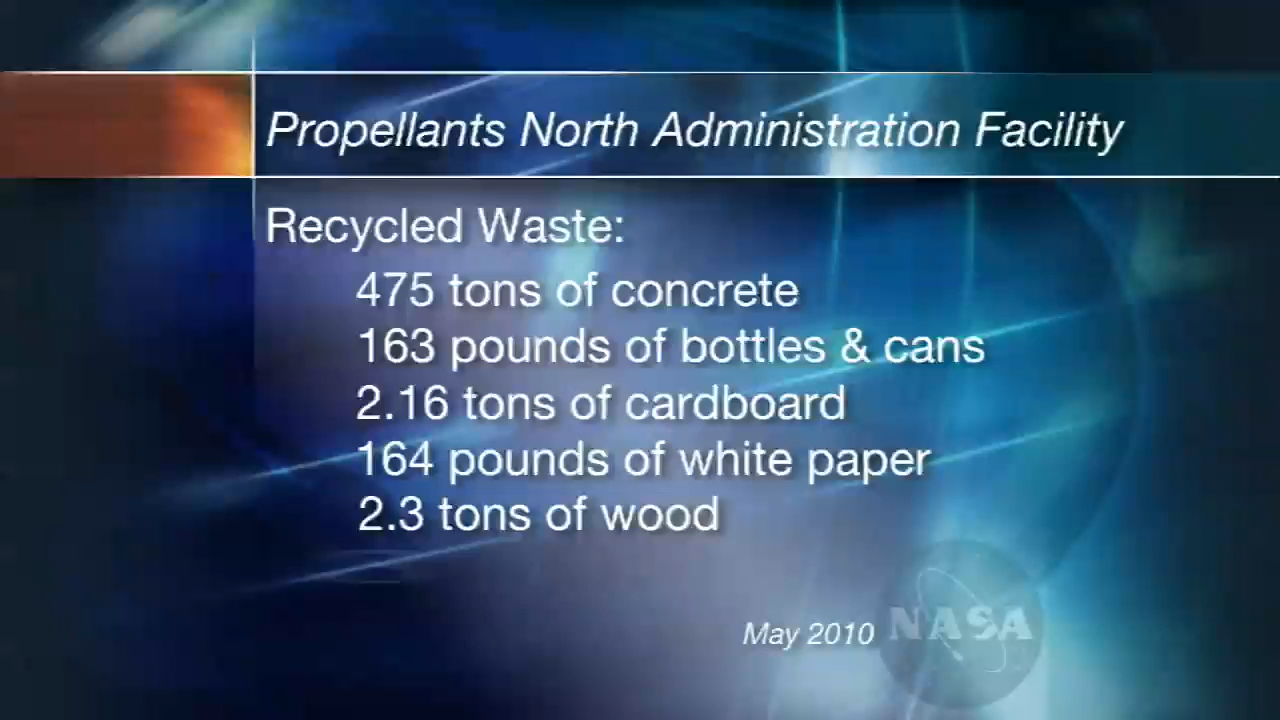 Propellants North Administration Facility
Recycled Waste:
475 tons of concrete
163 pounds of bottles & cans
2.16 tons of cardboard
164 pounds of white paper
2.3 tons of wood
May 2010
NASA